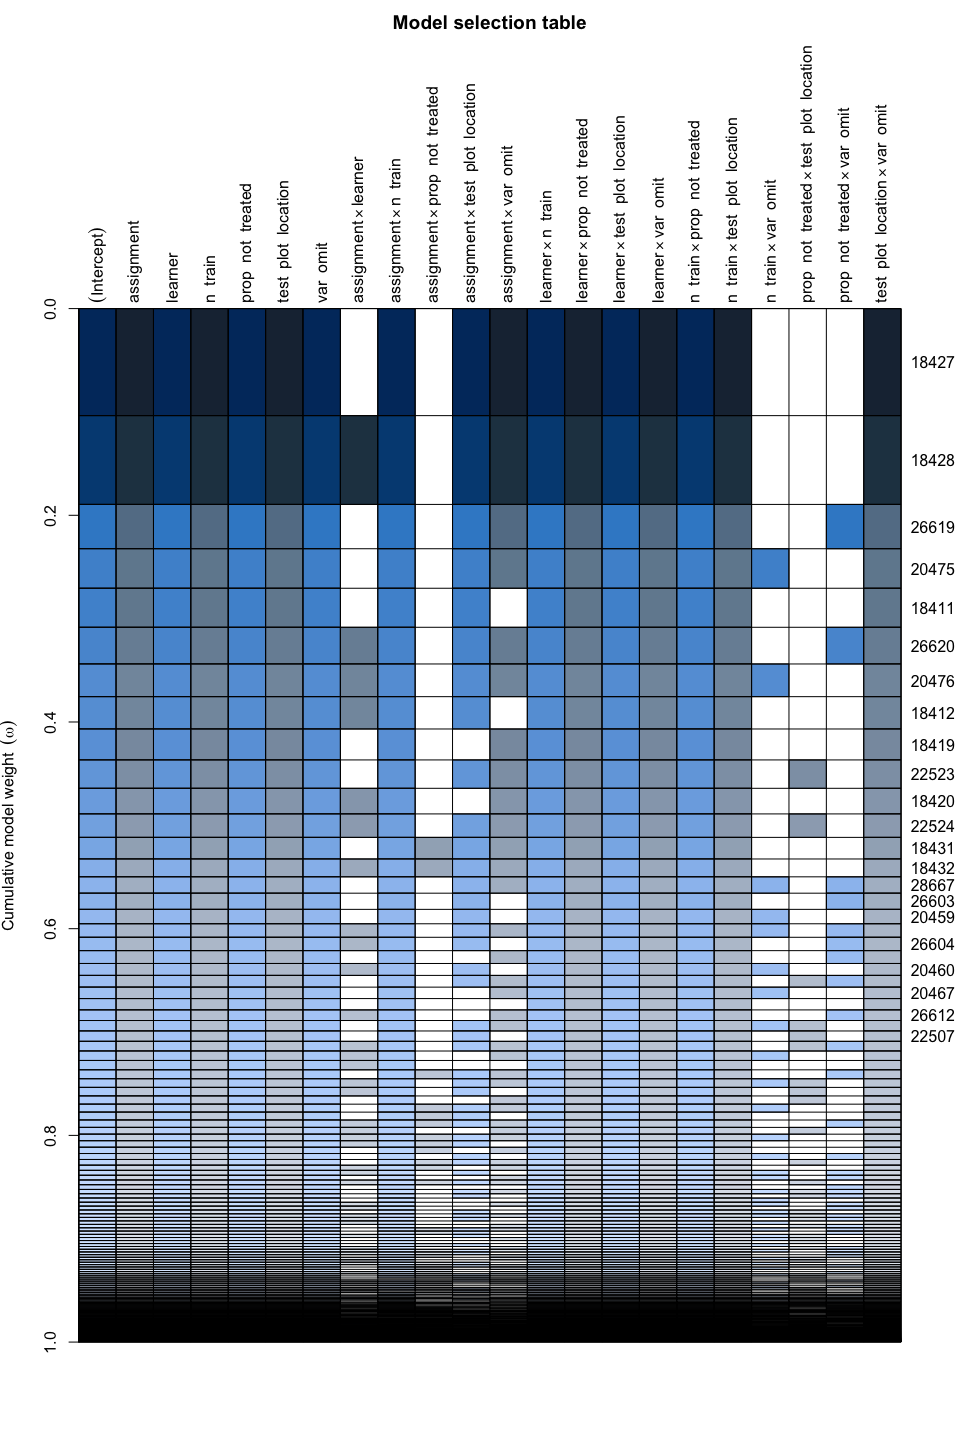 Model selection table
(Intercept)
assignment
learner
n train
prop not treated
test plot location
var omit
assignment×learner
assignment×n train
assignment×prop not treated
assignment×test plot location
assignment×var omit
learner×n train
learner×prop not treated
learner×test plot location
learner×var omit
n train×prop not treated
n train×test plot location
n train×var omit
prop not treated×test plot location
prop not treated×var omit
test plot location×var omit
Cumulative model weight (ω)
0.0
0.2
0.4
0.6
0.8
1.0
18427
18428
26619
20475
18411
26620
20476
18412
18419
22523
18420
22524
18431
18432
28667
26603
20459
26604
20460
20467
26612
22507